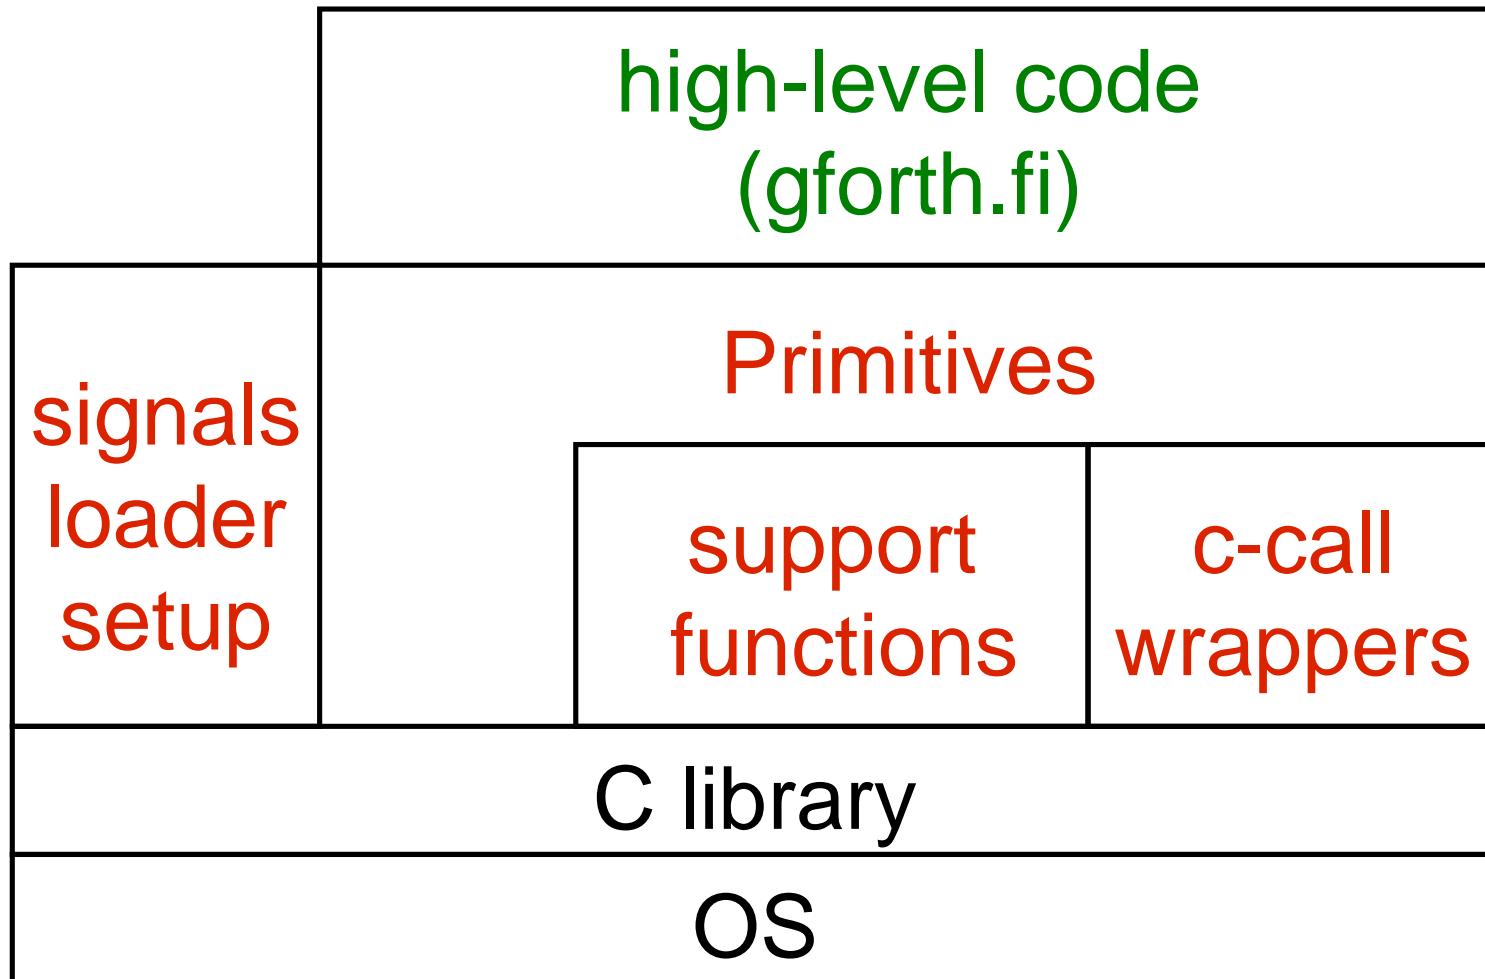 high-level code
(gforth.fi)
Primitives
signals
loader
setup
support
functions
c-call
wrappers
C library
OS